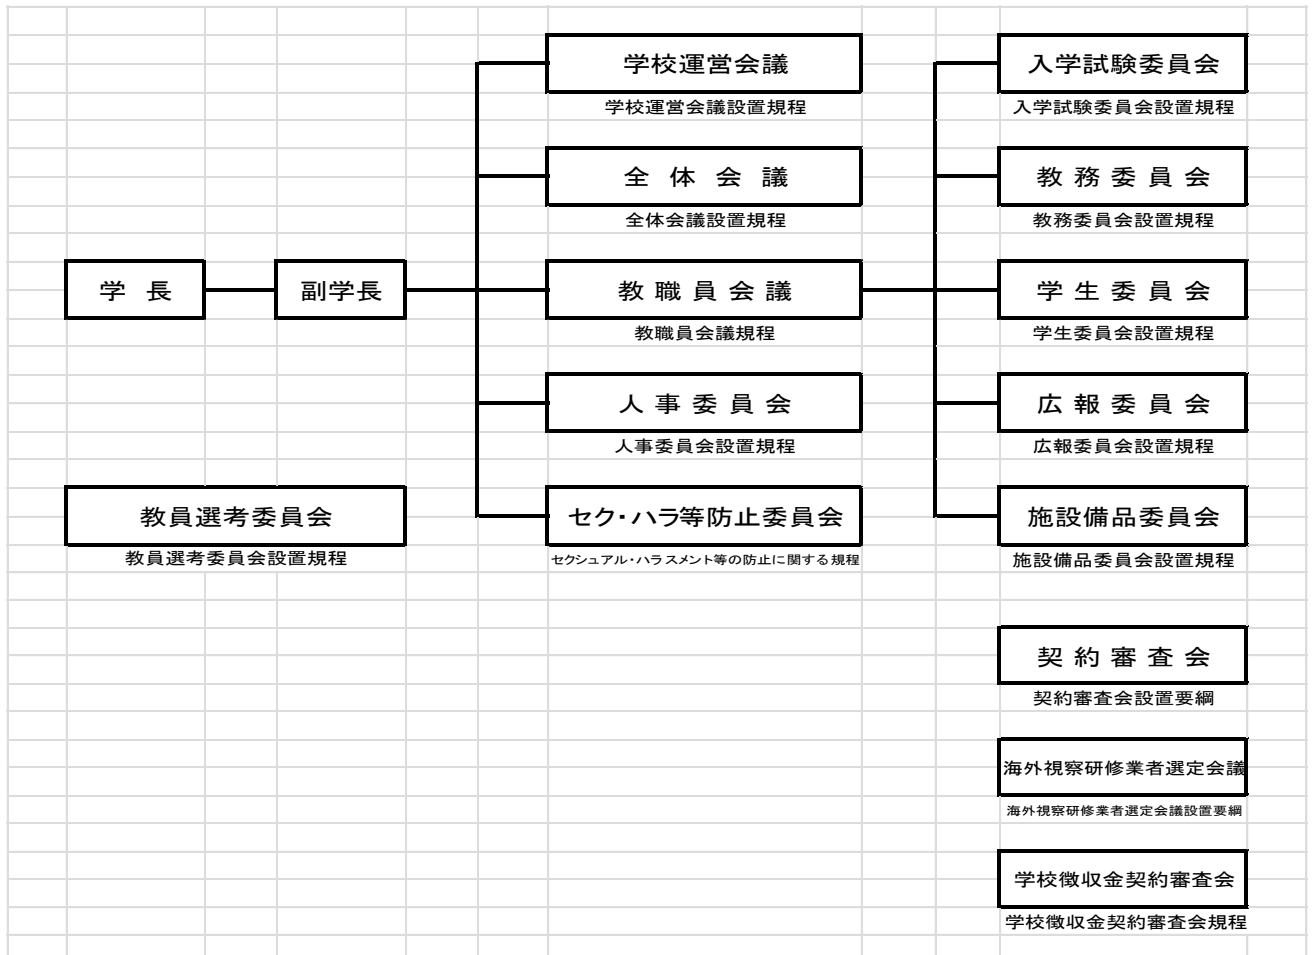 学校運営会議
学校運営会議設置規程
入学試験委員会
入学試験委員会設置規程
全体会議
全体会議設置規程
教務委員会
教務委員会設置規程
学長
副学長
教職員会議
教職員会議規程
学生委員会
学生委員会設置規程
人事委員会
人事委員会設置規程
広報委員会
広報委員会設置規程
教員選考委員会
教員選考委員会設置規程
セク・ハラ等防止委員会
セクシュアル・ハラスメント等の防止に関する規程
施設備品委員会
施設備品委員会設置規程
契約審査会
契約審査会設置要綱
海外視察研修業者選定会議
海外視察研修業者選定会議設置要綱
学校徴収金契約審査会
学校徴収金契約審査会規程